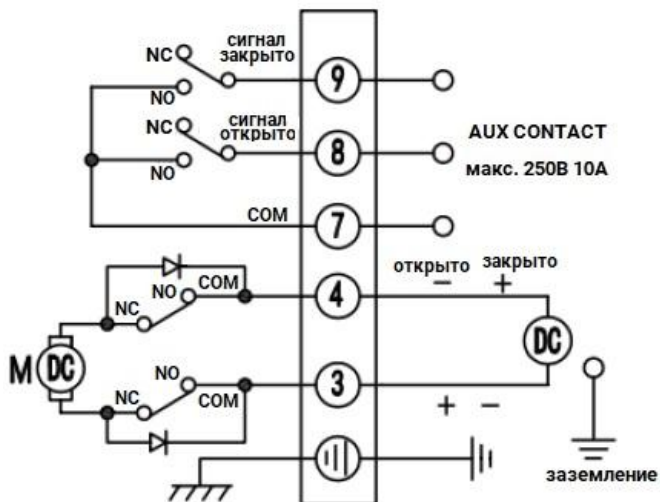 NC
сигнал
закрыто
9
NO
NC
сигнал
открыто
8
AUX CONTACT
NO
макс. 250В 10А
COM
7
открыто закрыто
NO COM
4
− +
NC
M DC
DC
NO
NC
COM
3
+ −
заземление